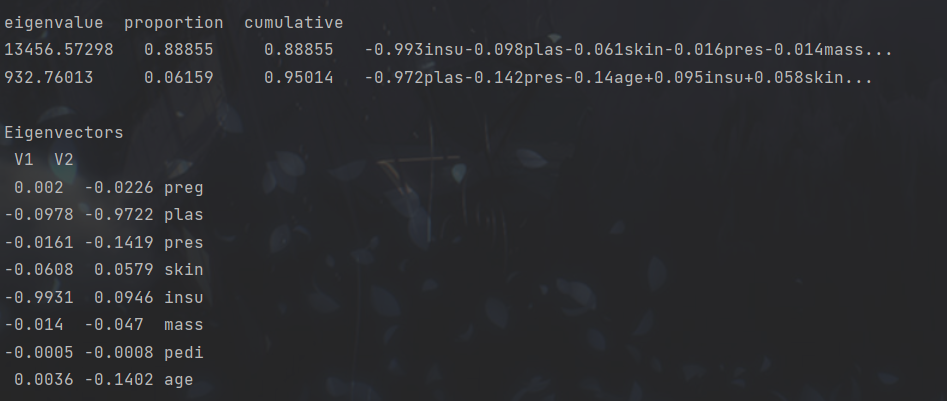 eigenvalue  proportion  cumulative
13456.57298   0.88855     0.88855   -0.993insu-0.098plas-0.061skin-0.016pres-0.014mass...
932.76013     0.06159     0.95014   -0.972plas-0.142pres-0.14age+0.095insu+0.058skin...
Eigenvectors
V1  V2
0.002  -0.0226 preg
-0.0978 -0.9722 plas
-0.0161 -0.1419 pres
-0.0608  0.0579 skin
-0.9931  0.0946 insu
-0.014  -0.047  mass
-0.0005 -0.0008 pedi
0.0036 -0.1402 age